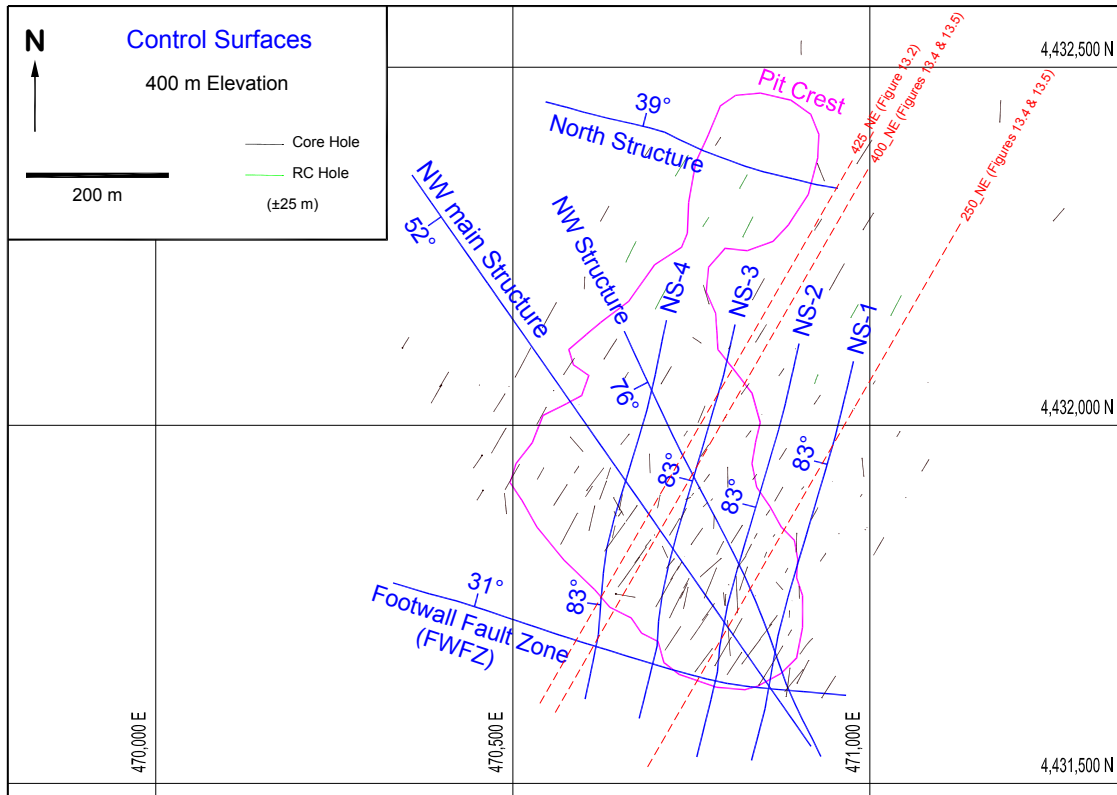 N
Control Surfaces
400 m Elevation
Core Hole
RC Hole
(±25 m)
200 m
4,432,500 N
425_NE (Figure 13.2)
400_NE (Figures 13.4 & 13.5)
250_NE (Figures 13.4 & 13.5)
Pit Crest
39°
North Structure
NW main Structure
52°
NW Structure
76°
NS-4
NS-3
NS-2
NS-1
4,432,000 N
83°
83°
83°
83°
31°
Footwall Fault Zone
(FWFZ)
470,000 E
470,500 E
471,000 E
4,431,500 N